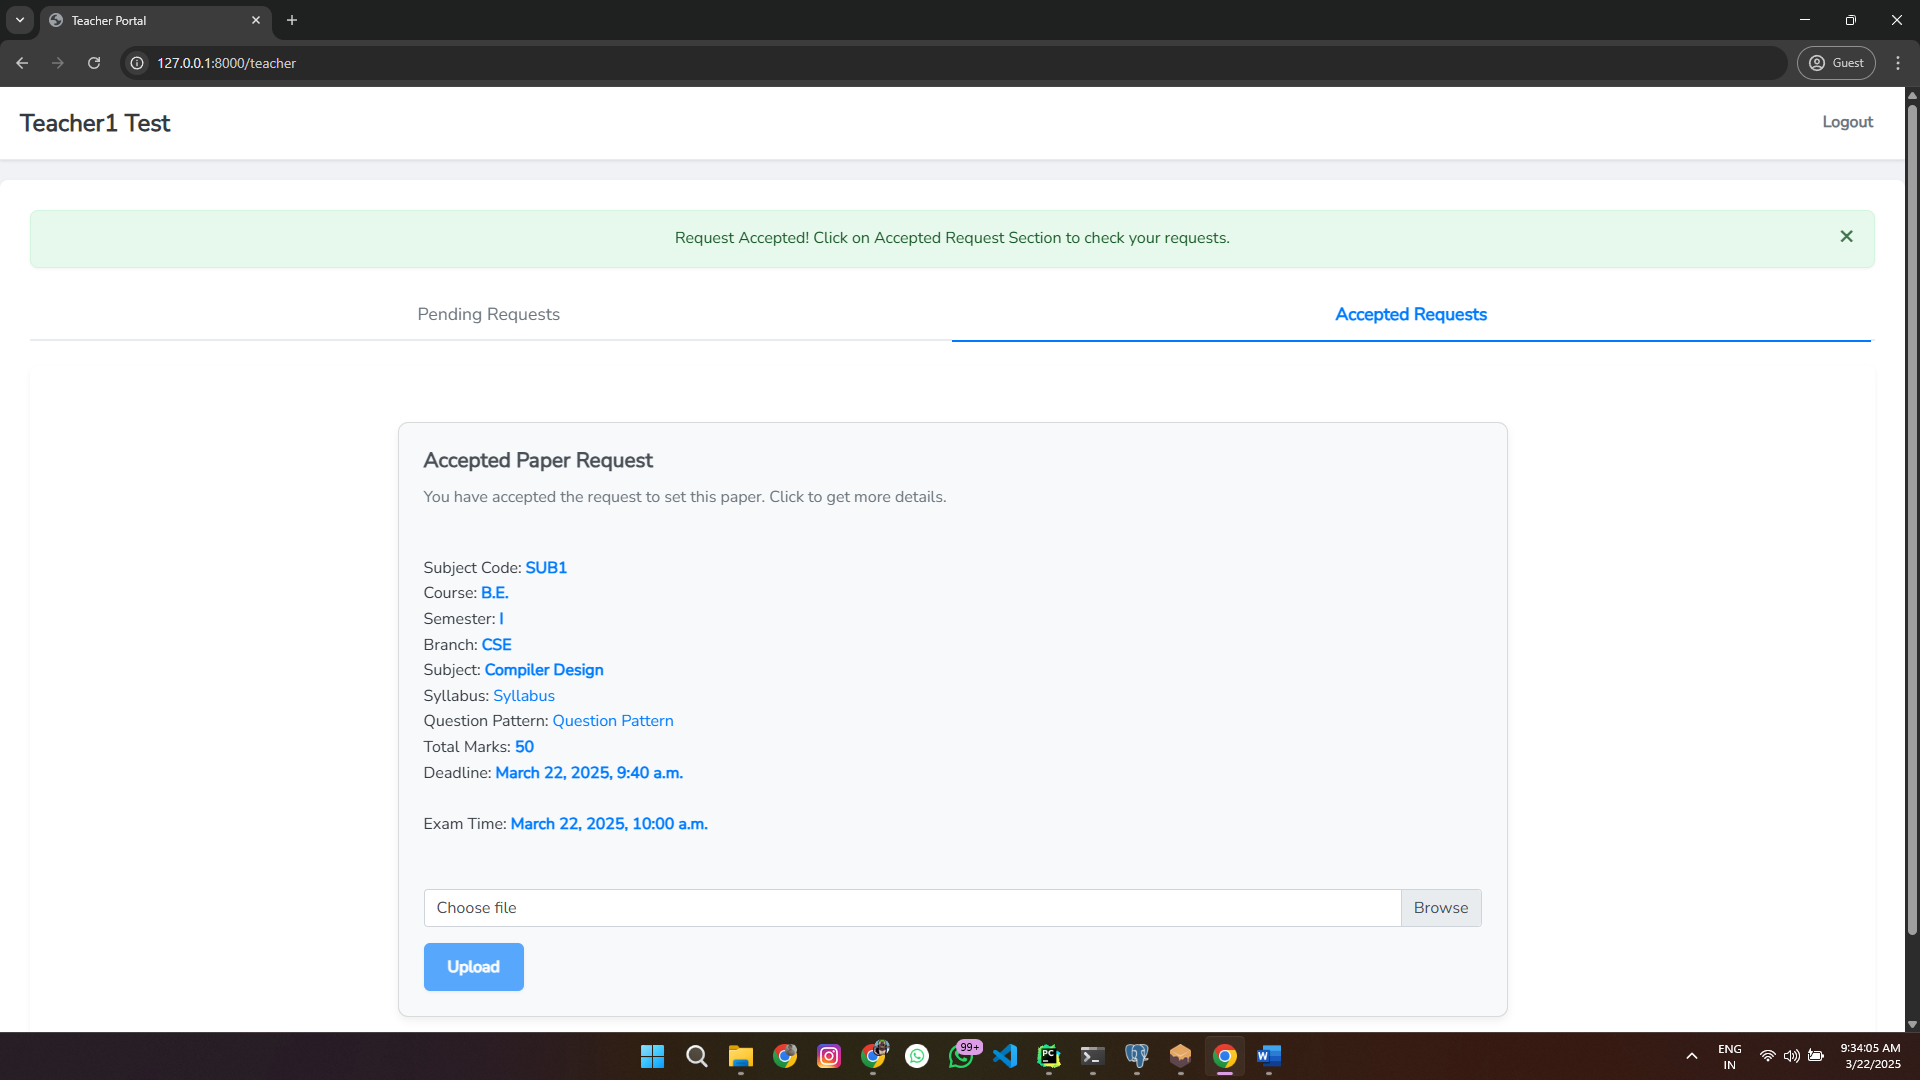 Teacher Portal
127.0.0.1:8000/teacher
Guest
Teacher1 Test
Logout
Request Accepted! Click on Accepted Request Section to check your requests.
Pending Requests
Accepted Requests
Accepted Paper Request
You have accepted the request to set this paper. Click to get more details.
Subject Code: SUB1
Course: B.E.
Semester: I
Branch: CSE
Subject: Compiler Design
Syllabus: Syllabus
Question Pattern: Question Pattern
Total Marks: 50
Deadline: March 22, 2025, 9:40 a.m.
Exam Time: March 22, 2025, 10:00 a.m.
Choose file
Browse
Upload
99+
PC
W
ENG
IN
9:34:05 AM
3/22/2025